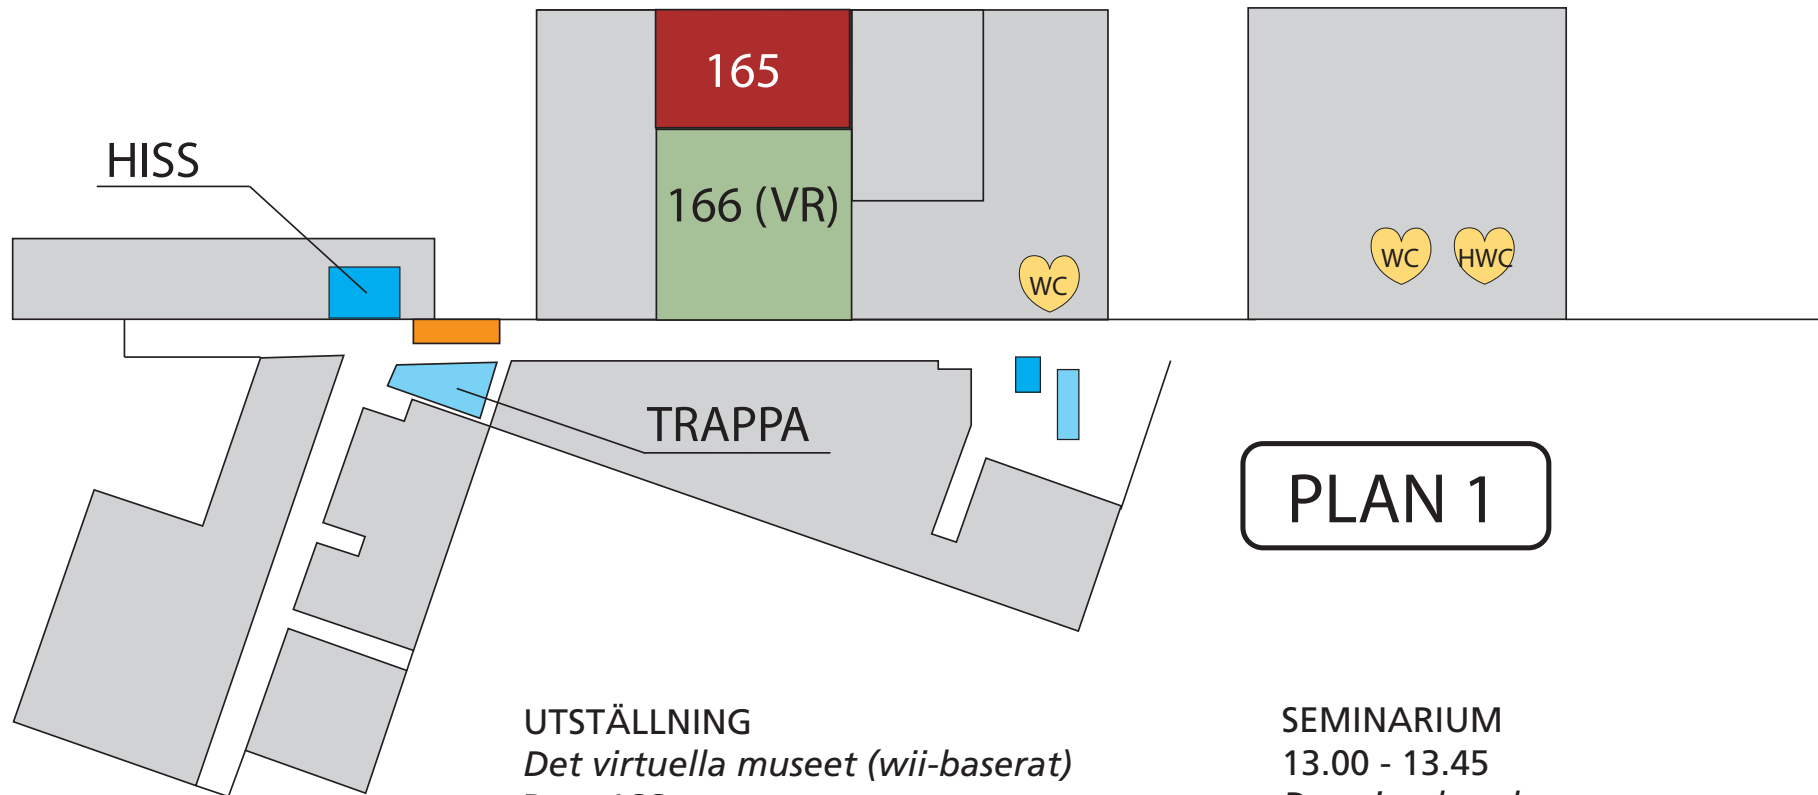 165
HISS
166 (VR)
WC
HWC
WC
TRAPPA
PLAN 1
UTSTÄLLNING
Det virtuella museet (wii-baserat)
SEMINARIUM
13.00 - 13.45